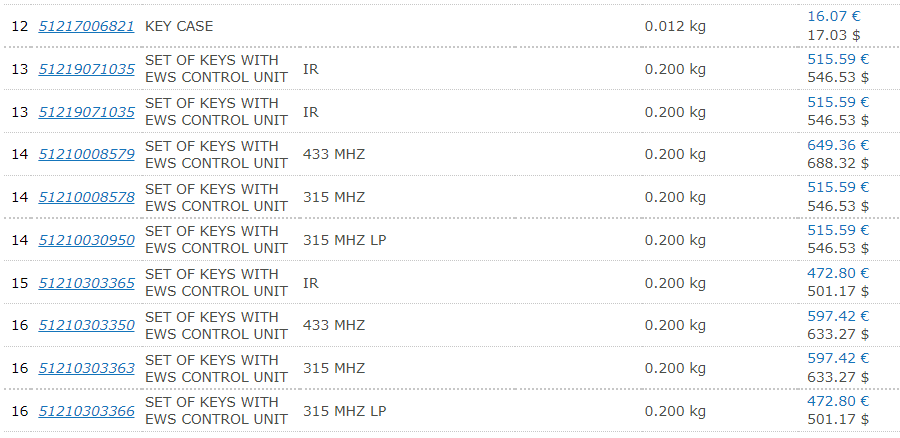 12 51217006821 KEY CASE 0.012 kg 16.07 €
17.03 $
13 51219071035 SET OF KEYS WITH EWS CONTROL UNIT IR 0.200 kg 515.59 €
546.53 $
13 51219071035 SET OF KEYS WITH EWS CONTROL UNIT IR 0.200 kg 515.59 €
546.53 $
14 51210008579 SET OF KEYS WITH EWS CONTROL UNIT 433 MHZ 0.200 kg 649.36 €
688.32 $
14 51210008578 SET OF KEYS WITH EWS CONTROL UNIT 315 MHZ 0.200 kg 515.59 €
546.53 $
14 51210030950 SET OF KEYS WITH EWS CONTROL UNIT 315 MHZ LP 0.200 kg 515.59 €
546.53 $
15 51210303365 SET OF KEYS WITH EWS CONTROL UNIT IR 0.200 kg 472.80 €
501.17 $
16 51210303350 SET OF KEYS WITH EWS CONTROL UNIT 433 MHZ 0.200 kg 597.42 €
633.27 $
16 51210303363 SET OF KEYS WITH EWS CONTROL UNIT 315 MHZ 0.200 kg 597.42 €
633.27 $
16 51210303366 SET OF KEYS WITH EWS CONTROL UNIT 315 MHZ LP 0.200 kg 472.80 €
501.17 $